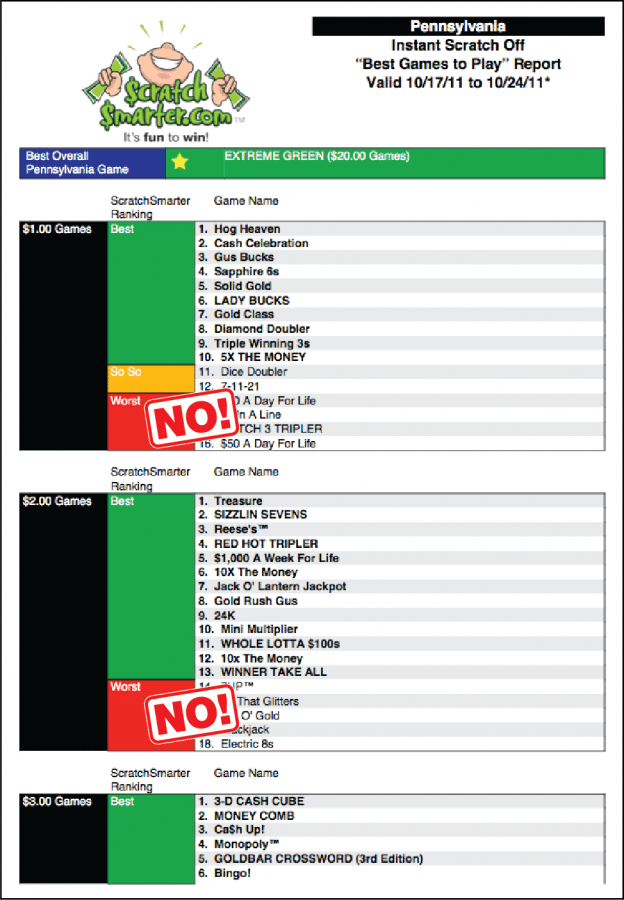 Pennsylvania
Instant Scratch Off
“Best Games to Play” Report
Valid 10/17/11 to 10/24/11*
$cratch
$marter.com™
It's fun to win!
Best Overall
Pennsylvania Game
EXTREME GREEN ($20.00 Games)
ScratchSmarter
Ranking
Game Name
$1.00 Games
Best
1. Hog Heaven
2. Cash Celebration
3. Gus Bucks
4. Sapphire 6s
5. Solid Gold
6. LADY BUCKS
7. Gold Class
8. Diamond Doubler
9. Triple Winning 3s
10. 5X THE MONEY
So So
11. Dice Doubler
12. 7-11-21
Worst
NO!
0 A Day For Life
In A Line
TCH 3 TRIPLER
16. $50 A Day For Life
ScratchSmarter
Ranking
Game Name
$2.00 Games
Best
1. Treasure
2. SIZZLIN SEVENS
3. Reese's™
4. RED HOT TRIPLER
5. $1,000 A Week For Life
6. 10X The Money
7. Jack O' Lantern Jackpot
8. Gold Rush Gus
9. 24K
10. Mini Multiplier
11. WHOLE LOTTA $100s
12. 10x The Money
13. WINNER TAKE ALL
Worst
NO!
14.
That Glitters
O' Gold
ackjack
18. Electric 8s
ScratchSmarter
Ranking
Game Name
$3.00 Games
Best
1. 3-D CASH CUBE
2. MONEY COMB
3. Ca$h Up!
4. Monopoly™
5. GOLDBAR CROSSWORD (3rd Edition)
6. Bingo!